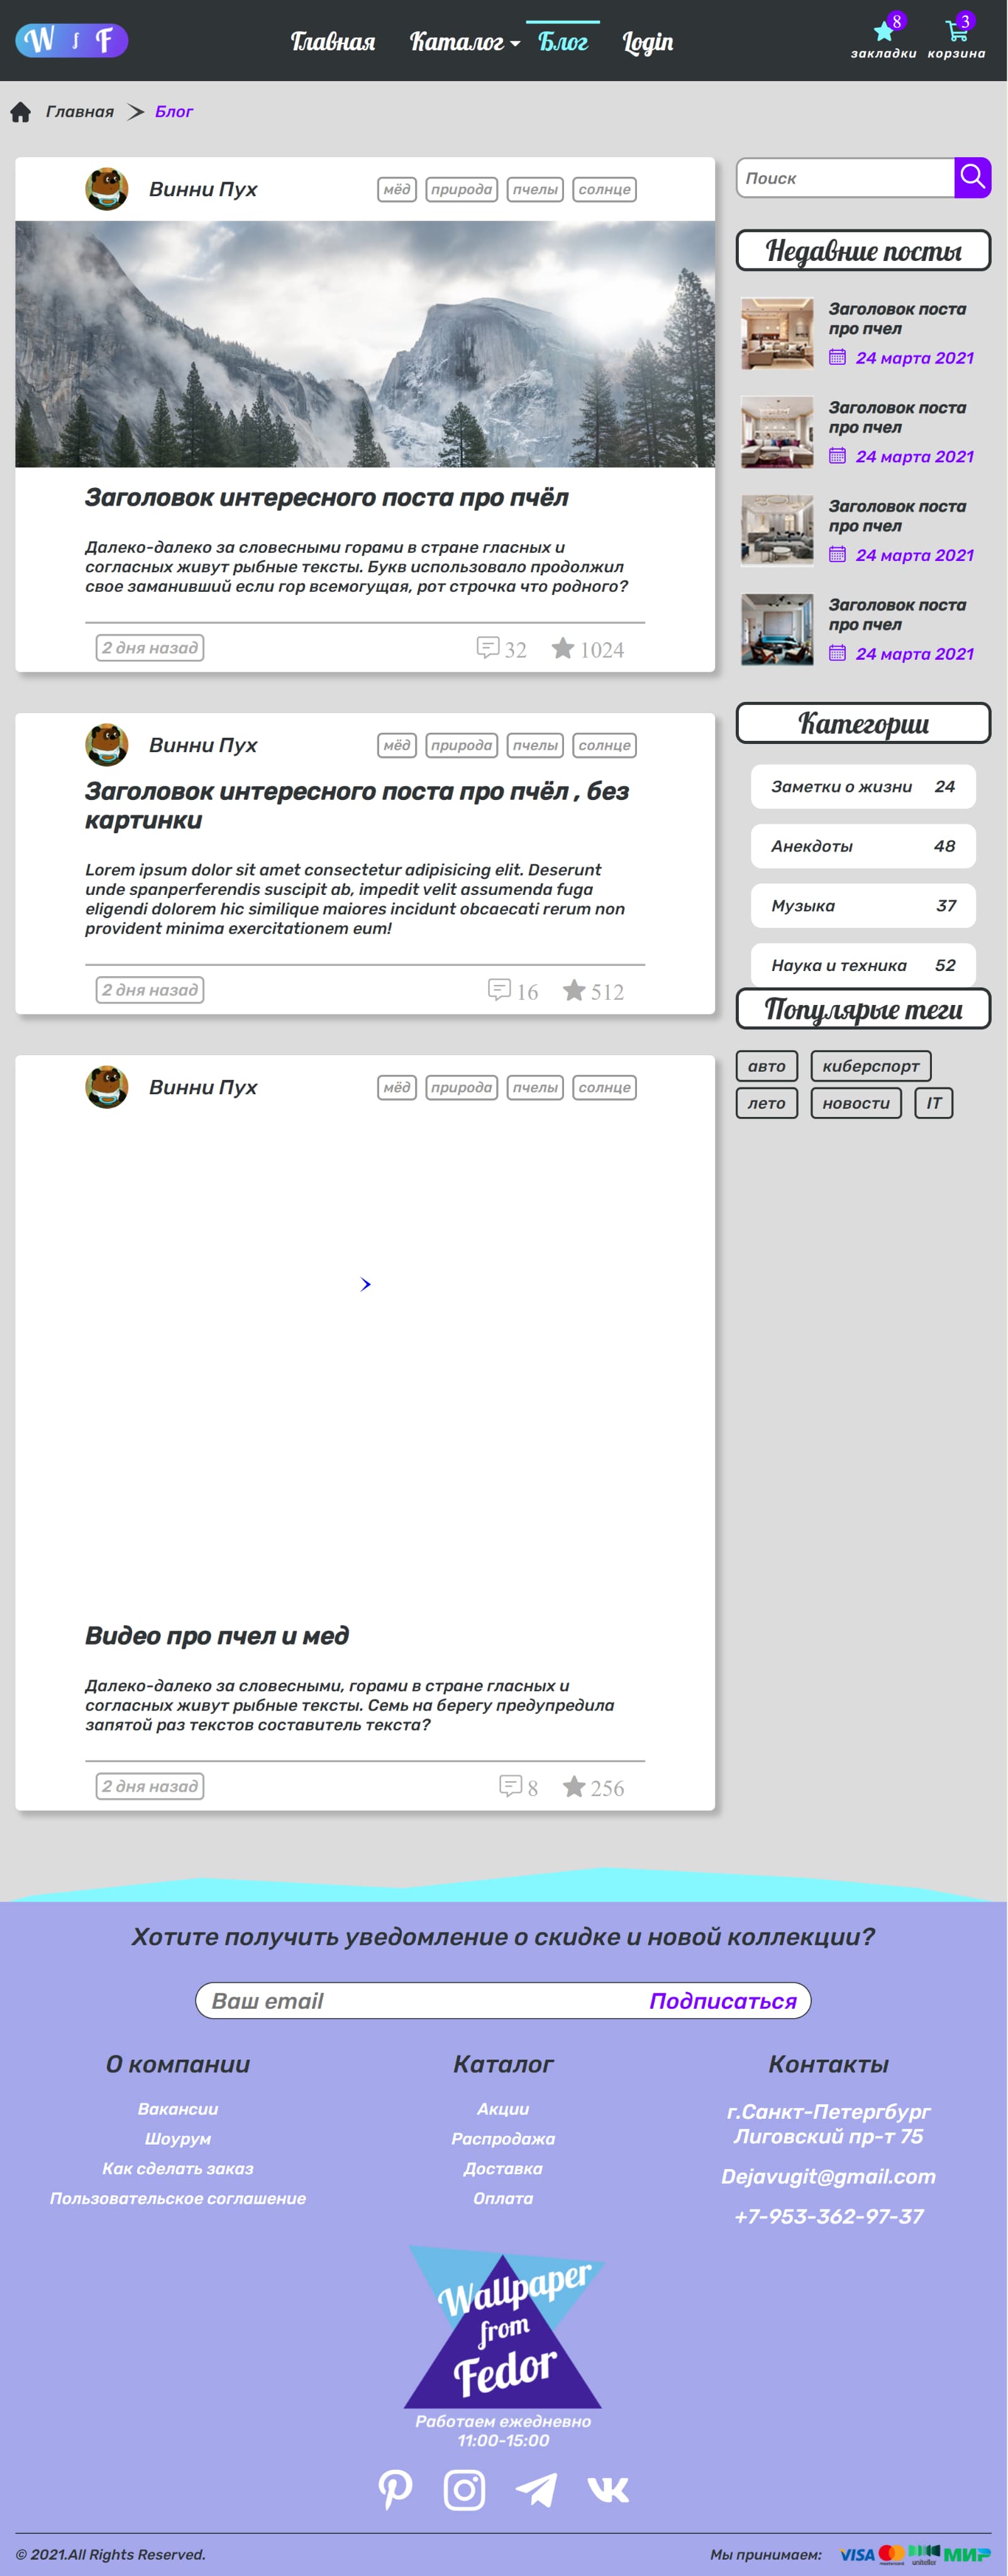 W ſ F
Главная Каталог Блог Login
8
закладки
3
корзина
Главная Блог
Винни Пух
мёд природа пчелы солнце
Заголовок интересного поста про пчёл
Далеко-далеко за словесными горами в стране гласных и
согласных живут рыбные тексты. Букв использовало продолжил
свое заманивший если гор всемогущая, рот строчка что родного?
2 дня назад 32 1024
Винни Пух
мёд природа пчелы солнце
Заголовок интересного поста про пчёл , без
картинки
Lorem ipsum dolor sit amet consectetur adipisicing elit. Deserunt
unde spanperferendis suscipit ab, impedit velit assumenda fuga
eligendi dolorem hic similique maiores incidunt obcaecati rerum non
provident minima exercitationem eum!
2 дня назад 16 512
Винни Пух
мёд природа пчелы солнце
Видео про пчел и мед
Далеко-далеко за словесными, горами в стране гласных и
согласных живут рыбные тексты. Семь на берегу предупредила
запятой раз текстов составитель текста?
2 дня назад 8 256
Поиск
Недавние посты
Заголовок поста
про пчел
24 марта 2021
Заголовок поста
про пчел
24 марта 2021
Заголовок поста
про пчел
24 марта 2021
Заголовок поста
про пчел
24 марта 2021
Категории
Заметки о жизни 24
Анекдоты 48
Музыка 37
Наука и техника 52
Популярые теги
авто киберспорт
лето новости IT
Хотите получить уведомление о скидке и новой коллекции?
Ваш email Подписаться
О компании
Вакансии
Шоурум
Как сделать заказ
Пользовательское соглашение
Каталог
Акции
Распродажа
Доставка
Оплата
Контакты
г.Санкт-Петергбург
Лиговский пр-т 75
Dejavugit@gmail.com
+7-953-362-97-37
Wallpaper
from
Fedor
Работаем ежедневно
11:00-15:00
© 2021.All Rights Reserved.
Мы принимаем: VISA mastercard uniteller МИР